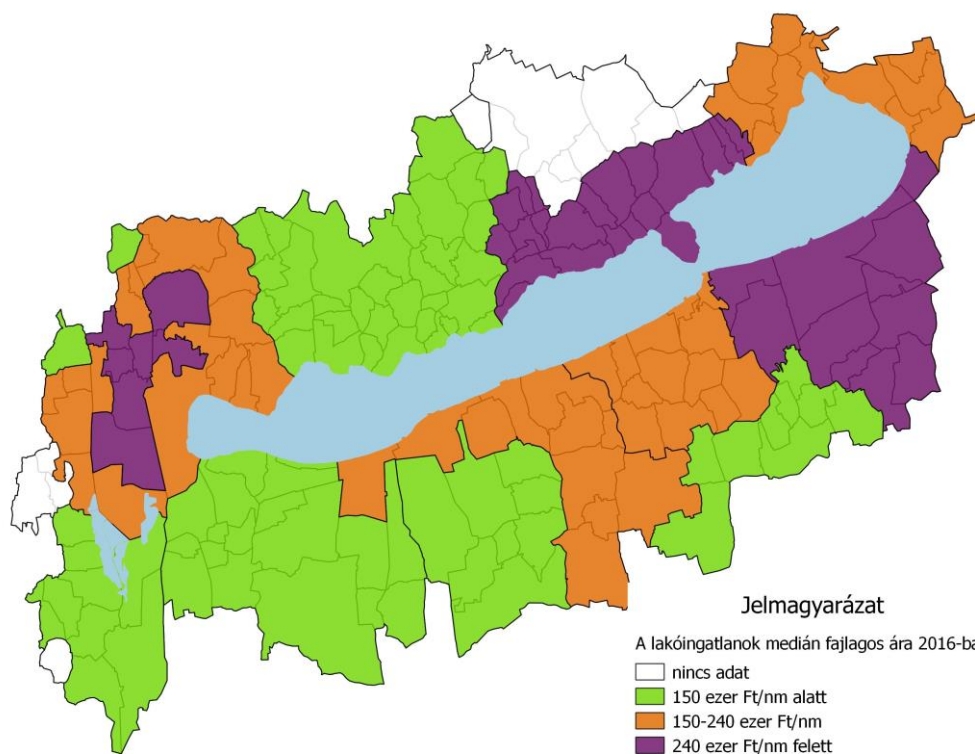 Jelmagyarázat
A lakóingatlanok medián fajlagos ára 2016-ba
nincs adat
150 ezer Ft/nm alatt
150-240 ezer Ft/nm
240 ezer Ft/nm felett